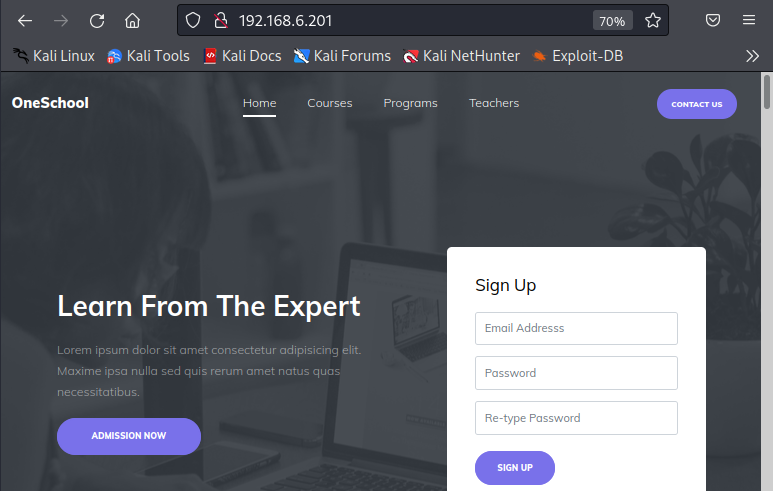 192.168.6.201
70%
Kali Linux Kali Tools Kali Docs Kali Forums Kali NetHunter Exploit-DB
OneSchool Home Courses Programs Teachers CONTACT US
Learn From The Expert
Lorem ipsum dolor sit amet consectetur adipisicing elit.
Maxime ipsa nulla sed quis rerum amet natus quas
necessitatibus.
ADMISSION NOW
Sign Up
Email Addresss
Password
Re-type Password
SIGN UP